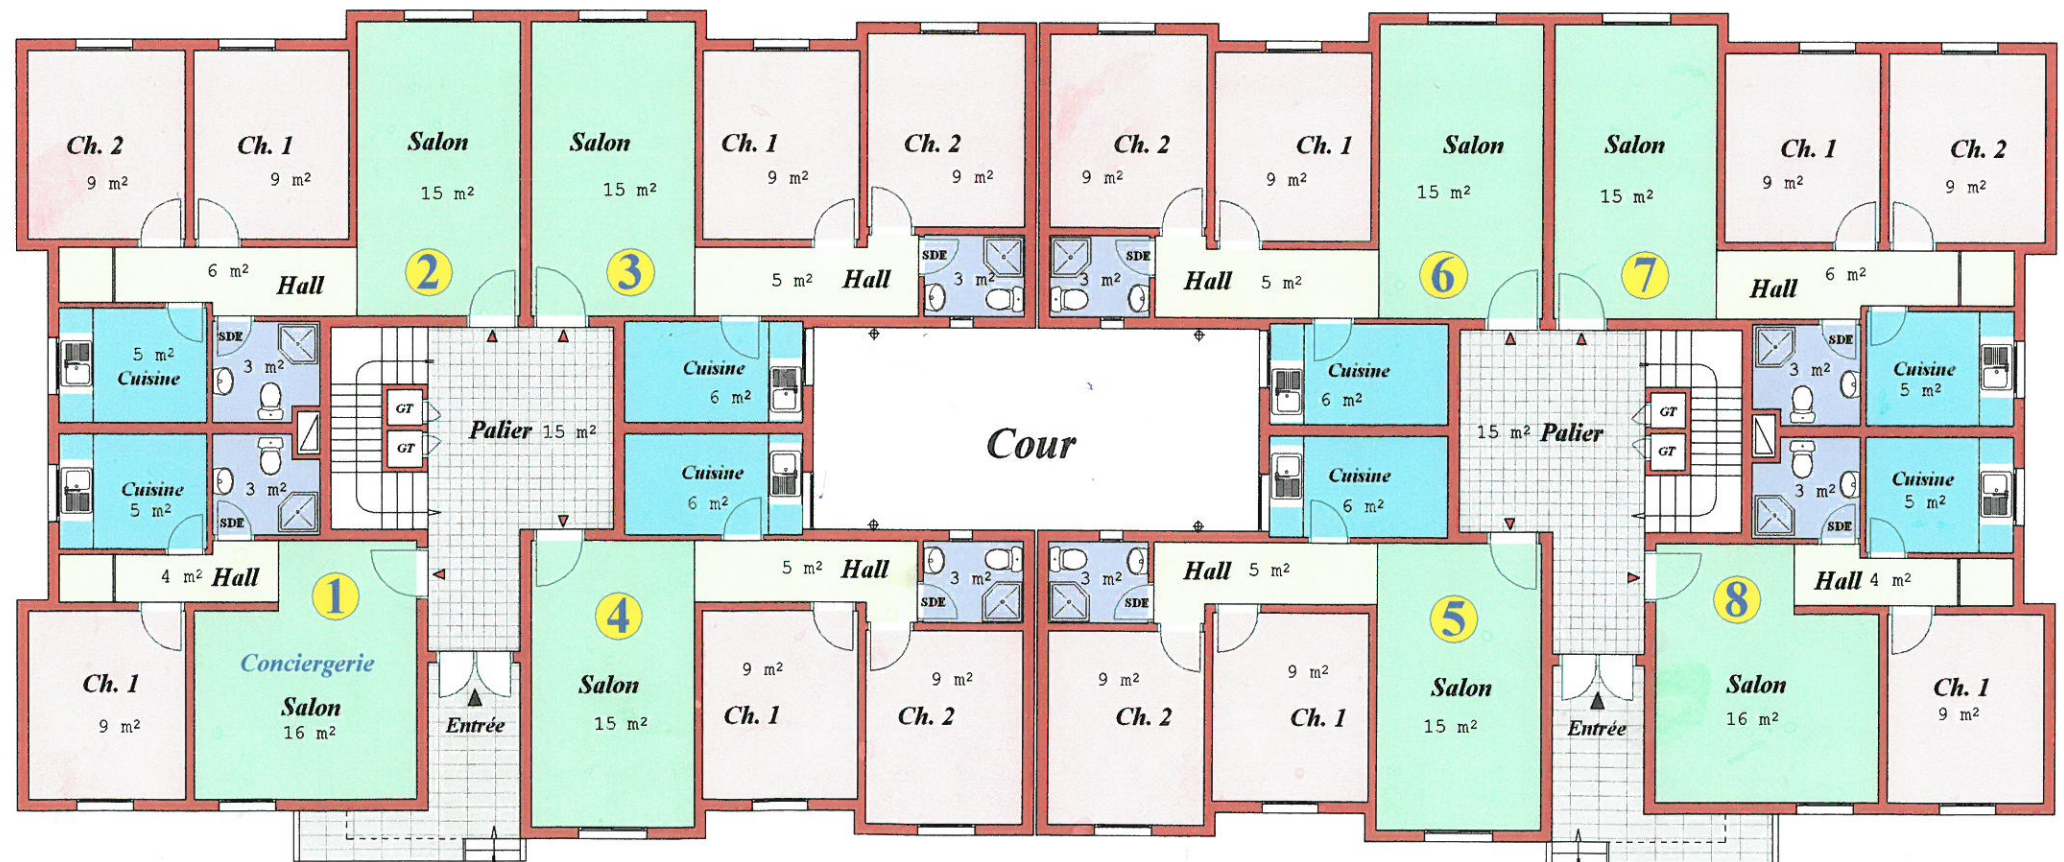 Ch. 2
9 m²
Ch. 1
9 m²
Salon
15 m²
2
6 m²
Hall
Salon
15 m²
3
Ch. 1
9 m²
Ch. 2
9 m²
5 m²
Hall
SDE
3 m²
Ch. 2
9 m²
Ch. 1
9 m²
Salon
15 m²
6
SDE
3 m²
Hall
5 m²
Salon
15 m²
7
Ch. 1
9 m²
Ch. 2
9 m²
6 m²
Hall
5 m²
Cuisine
SDE
3 m²
GT
GT
Palier 15 m²
Cuisine
6 m²
Cuisine
6 m²
Cour
Cuisine
6 m²
Cuisine
6 m²
15 m² Palier
GT
GT
SDE
3 m²
Cuisine
5 m²
Cuisine
5 m²
3 m²
SDE
4 m² Hall
1
Conciergerie
Salon
16 m²
Ch. 1
9 m²
Entrée
4
Salon
15 m²
5 m² Hall
3 m²
SDE
9 m²
Ch. 1
9 m²
Ch. 2
3 m²
SDE
Hall 5 m²
9 m²
Ch. 2
9 m²
Ch. 1
5
Salon
15 m²
Entrée
3 m²
SDE
Cuisine
5 m²
Hall 4 m²
8
Salon
16 m²
Ch. 1
9 m²